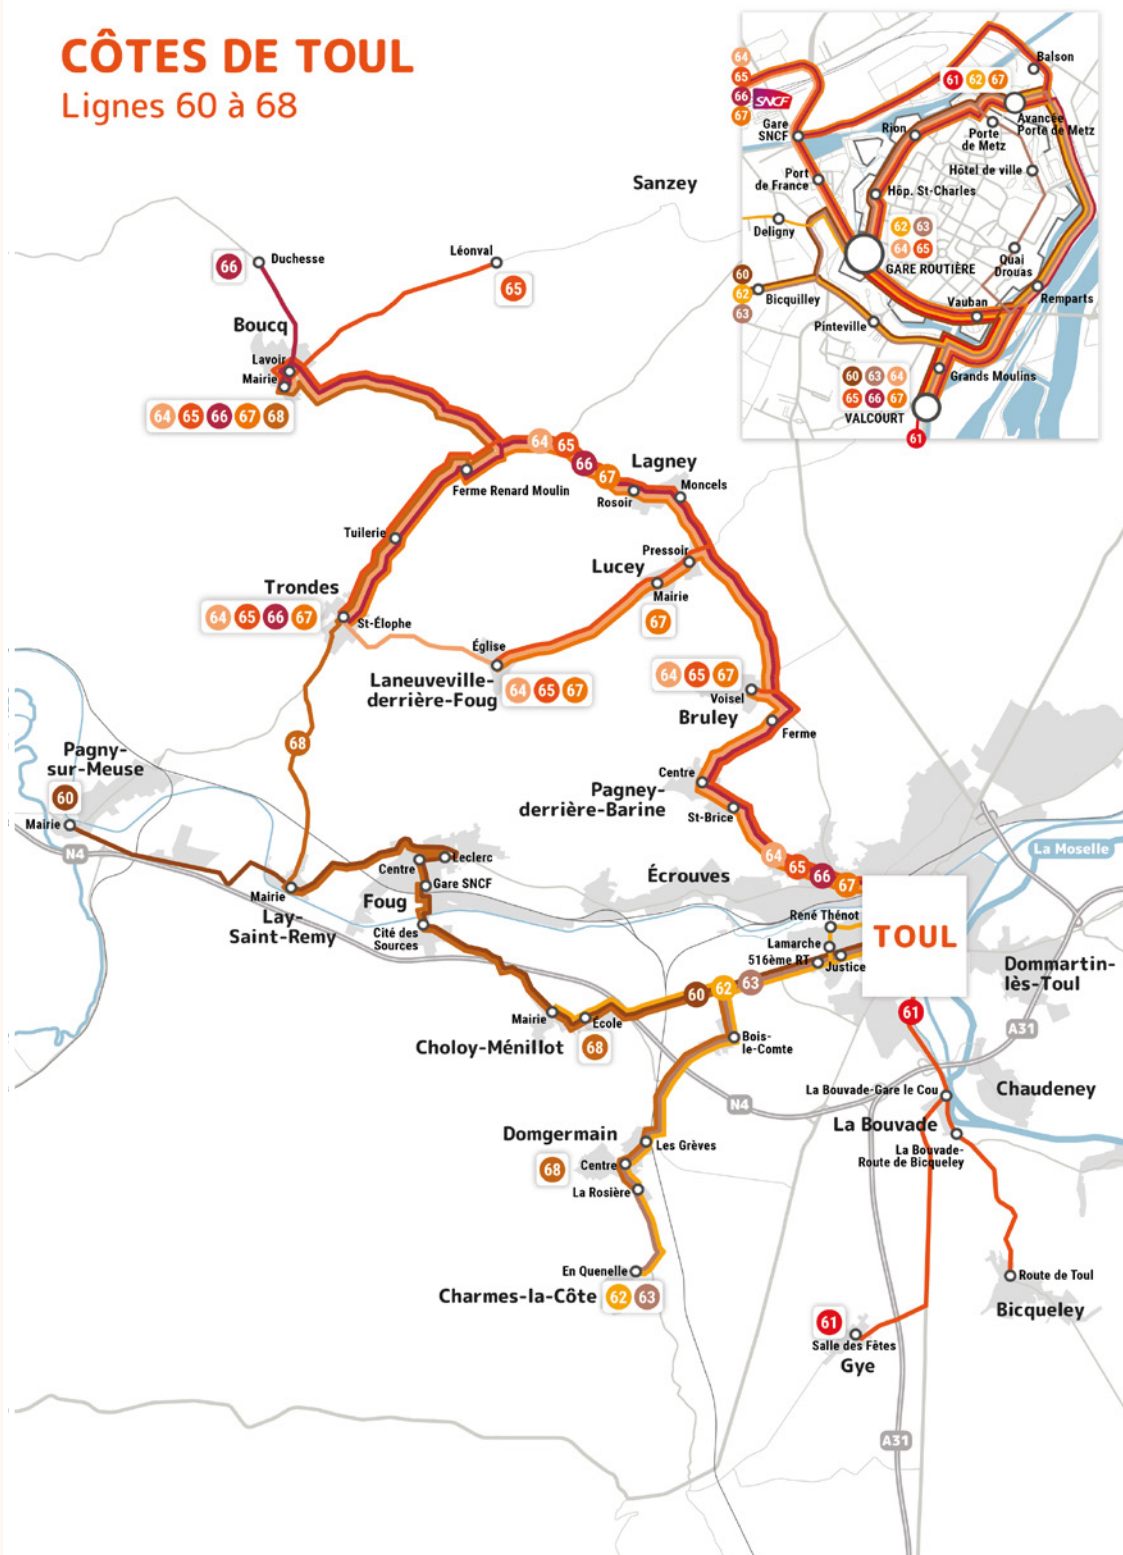 CÔTES DE TOUL
Lignes 60 à 68
64
65
66
67
SNCF
Gare
SNCF
61 62 67
Balson
Avancée
Porte de Metz
Rion
Porte
de Metz
Hôtel de ville
Port
de France
Hôp. St-Charles
Deligny
62 63
64 65
GARE ROUTIÈRE
Quai
Drouas
60
62
63
Bicquilley
Vauban
Remparts
Pinteville
60 63 64
65 66 67
VALCOURT
Grands Moulins
61
Sanzey
66
Duchesse
Léonval
65
Boucq
Lavoir
Mairie
64 65 66 67 68
64
65
66
67
Lagney
Ferme Renard Moulin
Rosoir
Moncels
Tuilerie
Pressoir
Lucey
Mairie
67
Trondes
64 65 66 67
St-Élophe
Église
Laneuveville-
derrière-Foug
64 65 67
64 65 67
Voisel
Bruley
Ferme
68
Pagny-
sur-Meuse
60
Mairie
N4
Centre
Pagney-
derrière-Barine
St-Brice
64
65
66
67
La Moselle
Centre
Leclerc
Gare SNCF
Foug
Mairie
Lay-
Saint-Remy
Cité des
Sources
Écrouves
René Thénot
Lamarche
516ème RT
Justice
TOUL
Dommartin-
lès-Toul
60
62
63
61
A31
Mairie
École
Choloy-Ménillot
68
Bois-
le-Comte
N4
La Bouvade-Gare le Cou
Chaudeney
La Bouvade
La Bouvade-
Route de Bicqueley
Domgermain
Les Grèves
68
Centre
La Rosière
En Quenelle
Charmes-la-Côte
62 63
Route de Toul
Bicqueley
61
Salle des Fêtes
Gye
A31